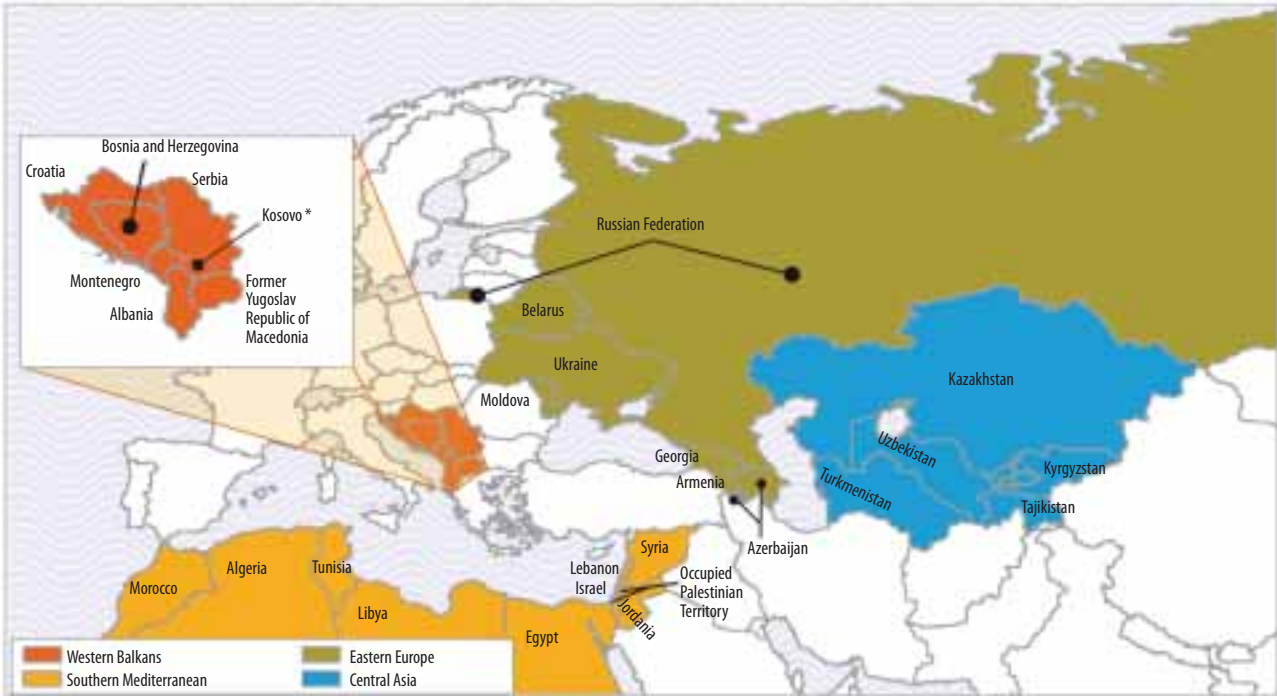 Bosnia and Herzegovina
Croatia
Serbia
Kosovo *
Montenegro
Albania
Former
Yugoslav
Republic of
Macedonia
Russian Federation
Belarus
Ukraine
Moldova
Kazakhstan
Uzbekistan
Kyrgyzstan
Turkmenistan
Tajikistan
Georgia
Armenia
Azerbaijan
Syria
Lebanon
Israel
Occupied
Palestinian
Territory
Jordania
Morocco
Algeria
Tunisia
Libya
Egypt
Western Balkans
Southern Mediterranean
Eastern Europe
Central Asia